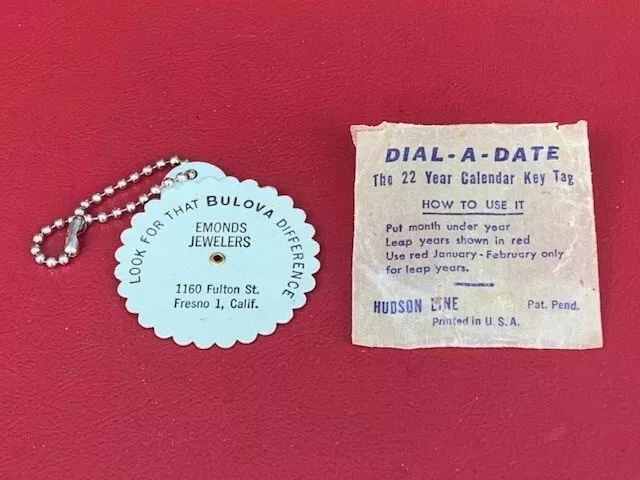 LOOK FOR THAT BULOVA DIFFERENCE
EMONDS
JEWELERS
1160 Fulton St.
Fresno 1, Calif.
DIAL-A-DATE
The 22 Year Calendar Key Tag
HOW TO USE IT
Put month under year
Leap years shown in red
Use red January-February only
for leap years.
HUDSON LINE Pat. Pend.
Printed in U.S.A.